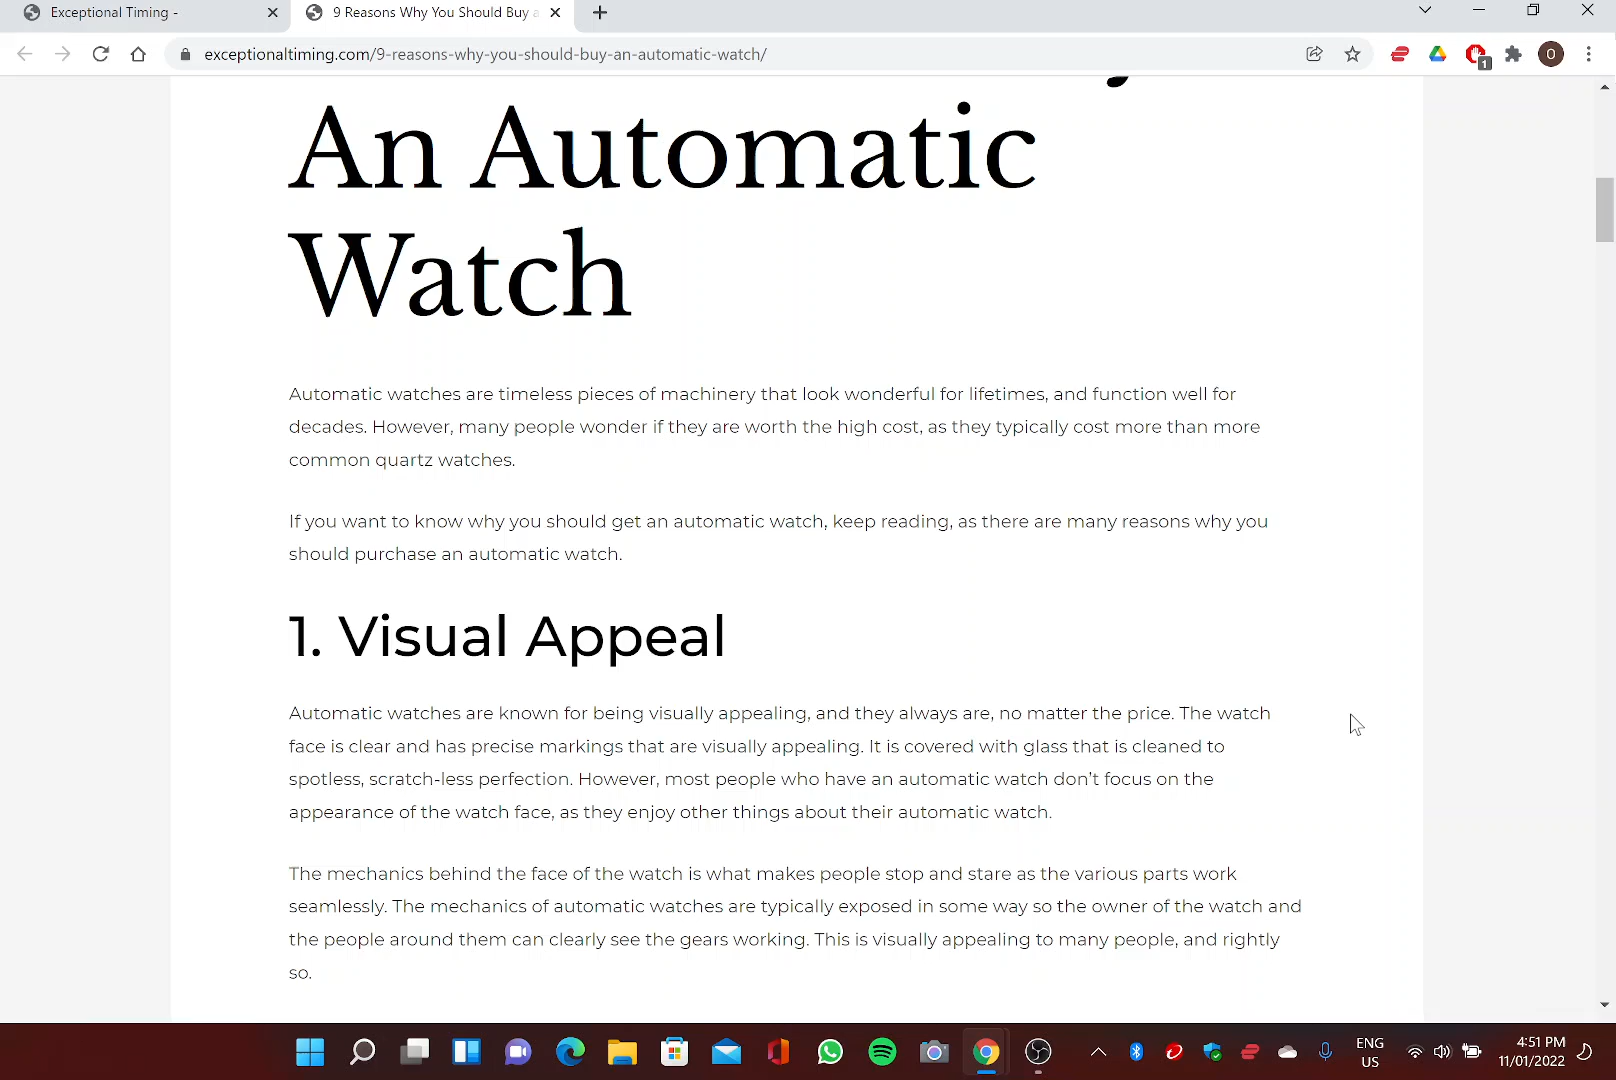 Exceptional Timing -
9 Reasons Why You Should Buy a
exceptionaltiming.com/9-reasons-why-you-should-buy-an-automatic-watch/
1
O
An Automatic
Watch
Automatic watches are timeless pieces of machinery that look wonderful for lifetimes, and function well for
decades. However, many people wonder if they are worth the high cost, as they typically cost more than more
common quartz watches.
If you want to know why you should get an automatic watch, keep reading, as there are many reasons why you
should purchase an automatic watch.
1. Visual Appeal
Automatic watches are known for being visually appealing, and they always are, no matter the price. The watch
face is clear and has precise markings that are visually appealing. It is covered with glass that is cleaned to
spotless, scratch-less perfection. However, most people who have an automatic watch don’t focus on the
appearance of the watch face, as they enjoy other things about their automatic watch.
The mechanics behind the face of the watch is what makes people stop and stare as the various parts work
seamlessly. The mechanics of automatic watches are typically exposed in some way so the owner of the watch and
the people around them can clearly see the gears working. This is visually appealing to many people, and rightly
so.
ENG
US
4:51 PM
11/01/2022